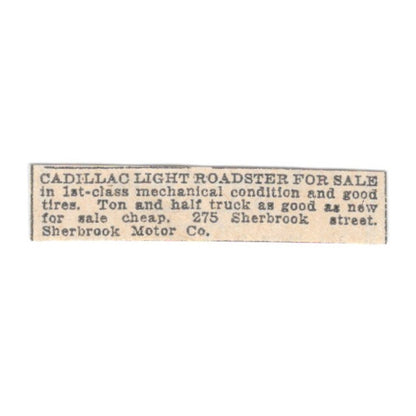 CADILLAC LIGHT ROADSTER FOR SALE
in 1st-class mechanical condition and good
tires. Ton and half truck as good as new
for sale cheap. 275 Sherbrook street.
Sherbrook Motor Co.